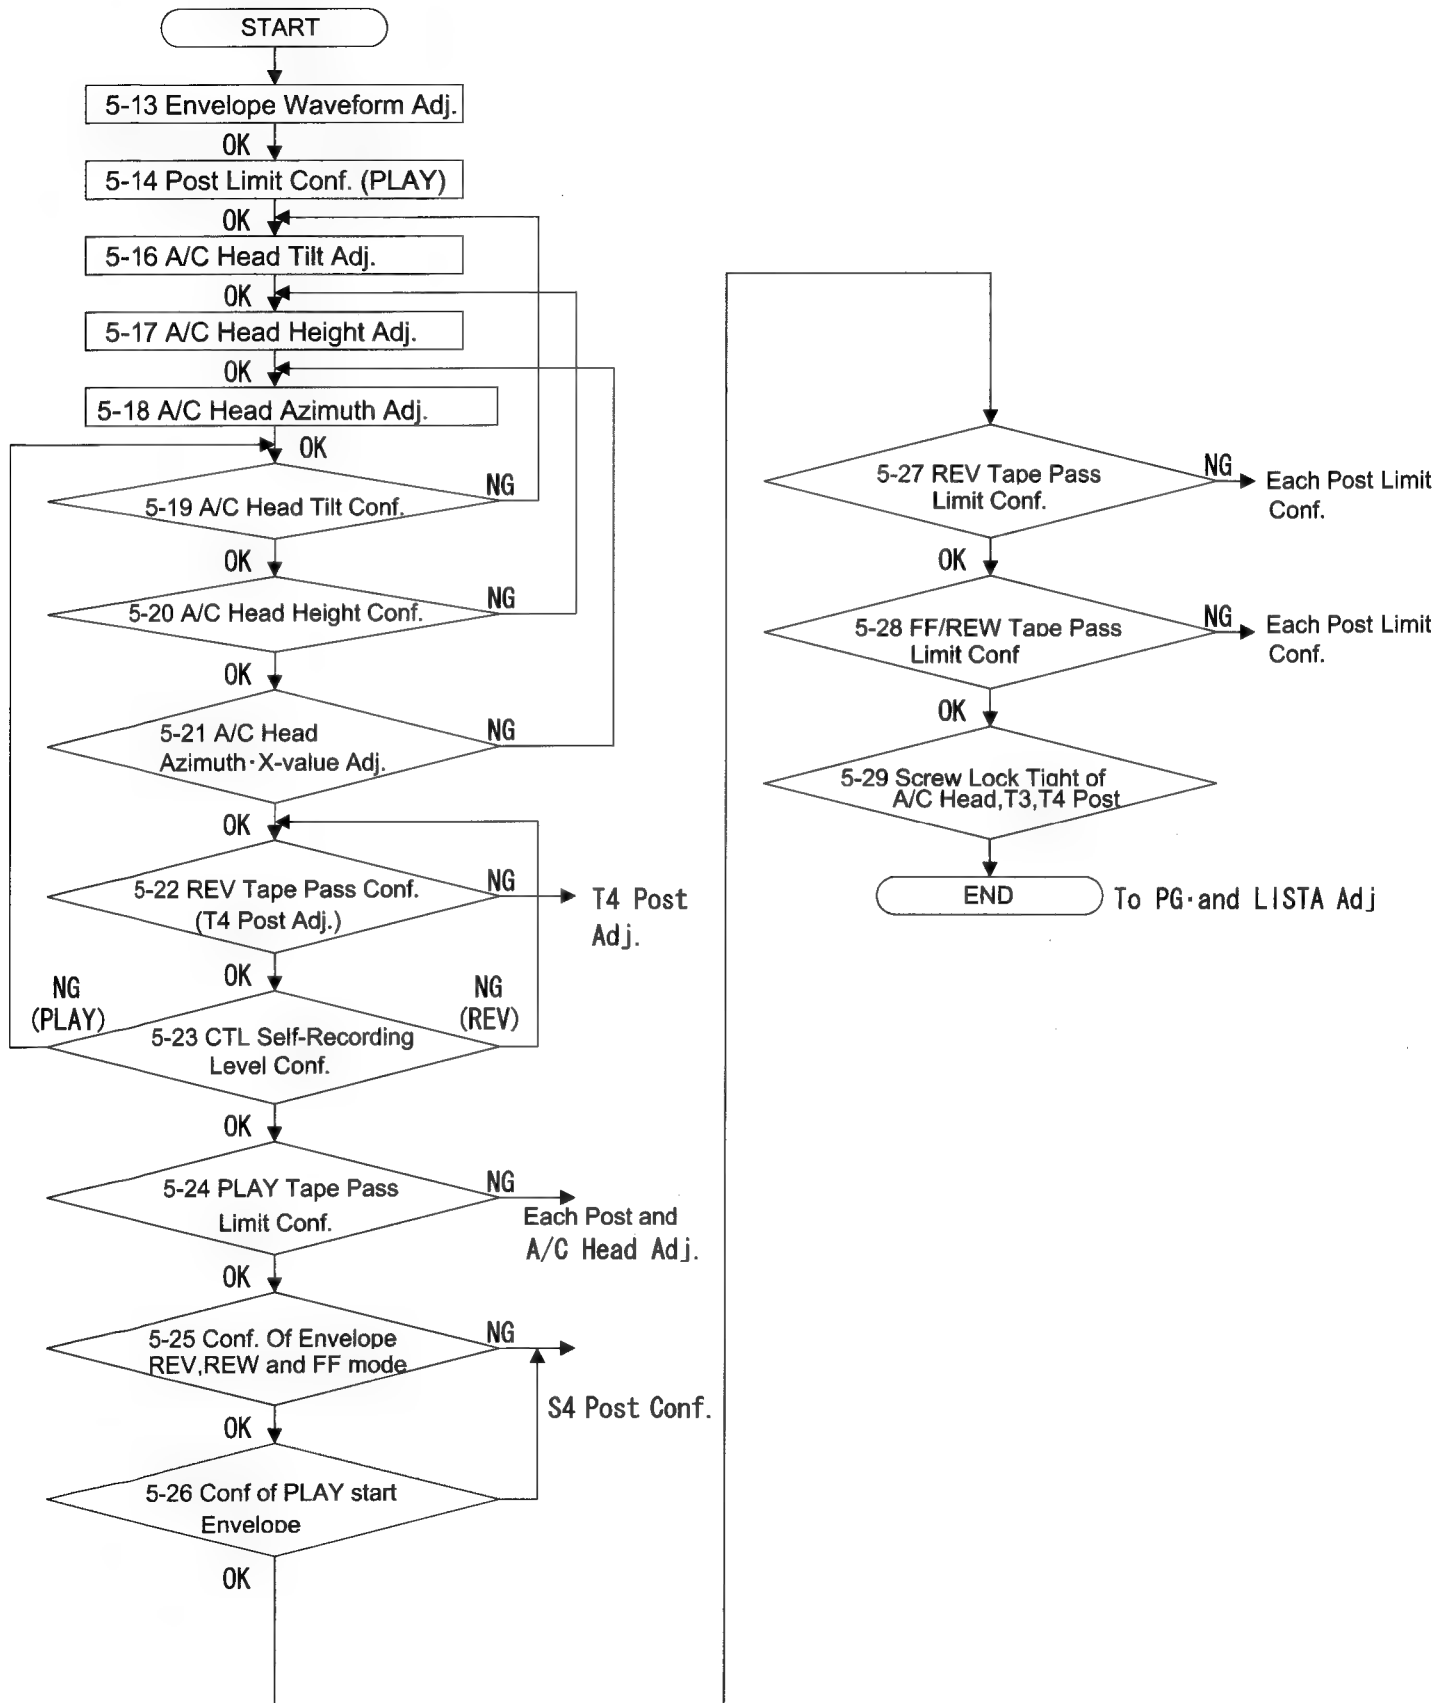 START
5-13 Envelope Waveform Adj.
OK
5-14 Post Limit Conf. (PLAY)
OK
5-16 A/C Head Tilt Adj.
OK
5-17 A/C Head Height Adj.
OK
5-18 A/C Head Azimuth Adj.
OK
5-19 A/C Head Tilt Conf.
NG
OK
5-20 A/C Head Height Conf.
NG
OK
5-21 A/C Head
Azimuth·X-value Adj.
NG
OK
5-22 REV Tape Pass Conf.
(T4 Post Adj.)
NG
T4 Post
Adj.
OK
NG
(PLAY)
NG
(REV)
5-23 CTL Self-Recording
Level Conf.
OK
5-24 PLAY Tape Pass
Limit Conf.
NG
Each Post and
A/C Head Adj.
OK
5-25 Conf. Of Envelope
REV,REW and FF mode
NG
S4 Post Conf.
OK
5-26 Conf of PLAY start
Envelope
OK
5-27 REV Tape Pass
Limit Conf.
NG
Each Post Limit
Conf.
OK
5-28 FF/REW Tape Pass
Limit Conf
NG
Each Post Limit
Conf.
OK
5-29 Screw Lock Tight of
A/C Head,T3,T4 Post
END
To PG·and LISTA Adj